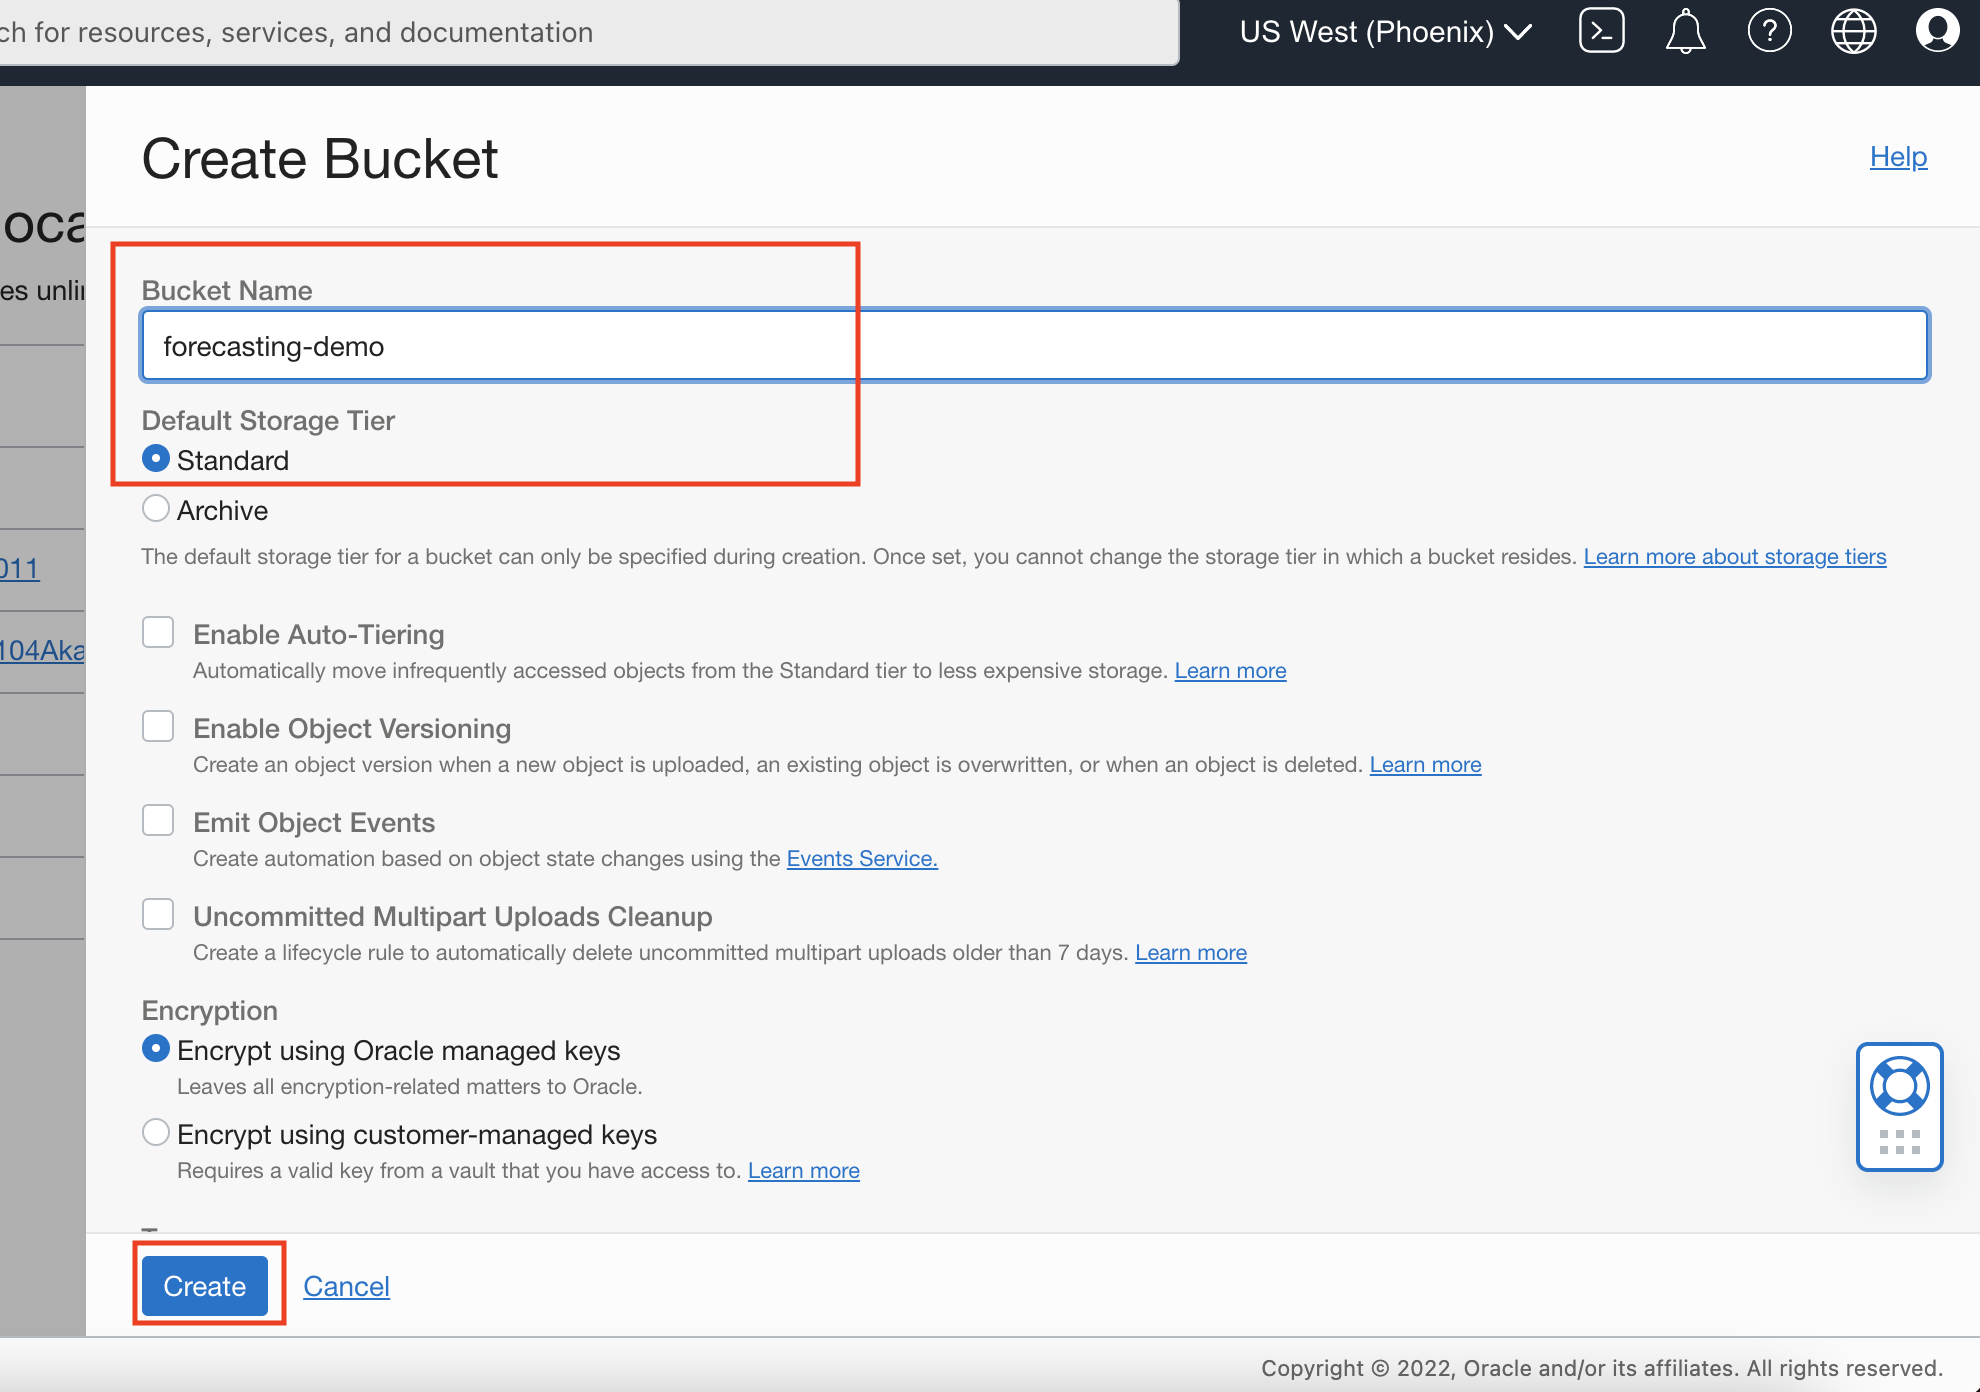 ch for resources, services, and documentation
US West (Phoenix)
Create Bucket
Help
oca
es unli
Bucket Name
forecasting-demo
Default Storage Tier
Standard
Archive
The default storage tier for a bucket can only be specified during creation. Once set, you cannot change the storage tier in which a bucket resides. Learn more about storage tiers
011
Enable Auto-Tiering
104Aka
Automatically move infrequently accessed objects from the Standard tier to less expensive storage. Learn more
Enable Object Versioning
Create an object version when a new object is uploaded, an existing object is overwritten, or when an object is deleted. Learn more
Emit Object Events
Create automation based on object state changes using the Events Service.
Uncommitted Multipart Uploads Cleanup
Create a lifecycle rule to automatically delete uncommitted multipart uploads older than 7 days. Learn more
Encryption
Encrypt using Oracle managed keys
Leaves all encryption-related matters to Oracle.
Encrypt using customer-managed keys
Requires a valid key from a vault that you have access to. Learn more
Create
Cancel
Copyright © 2022, Oracle and/or its affiliates. All rights reserved.